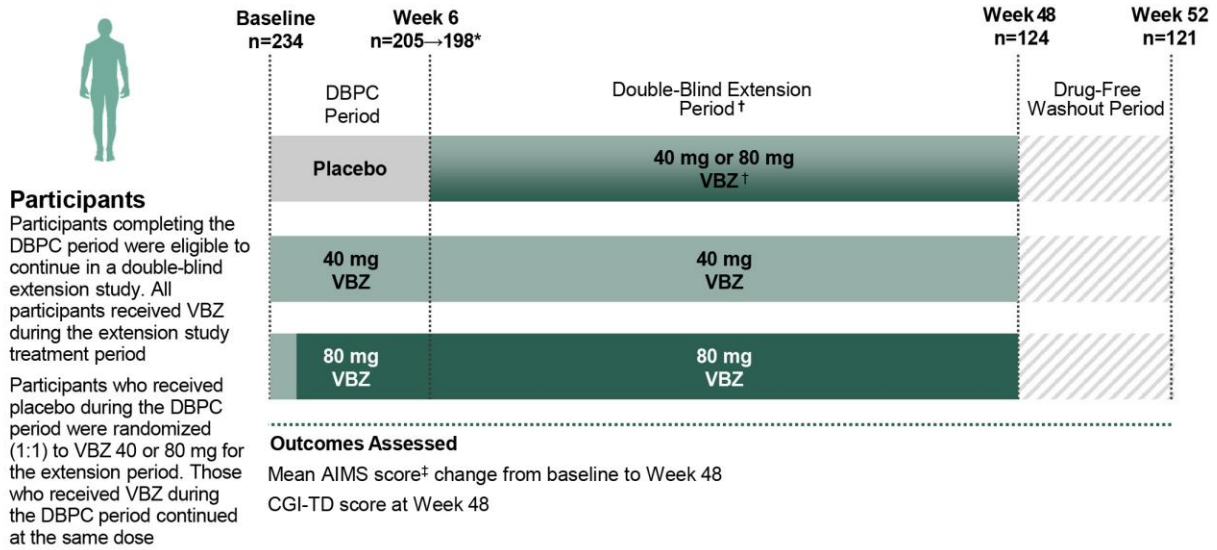 Baseline
n=234
Week 6
n=205→198*
Week 48
n=124
Week 52
n=121
DBPC
Period
Double-Blind Extension
Period†
Drug-Free
Washout Period
Placebo
40 mg or 80 mg
VBZ†
40 mg
VBZ
40 mg
VBZ
80 mg
VBZ
80 mg
VBZ
Participants
Participants completing the
DBPC period were eligible to
continue in a double-blind
extension study. All
participants received VBZ
during the extension study
treatment period
Participants who received
placebo during the DBPC
period were randomized
(1:1) to VBZ 40 or 80 mg for
the extension period. Those
who received VBZ during
the DBPC period continued
at the same dose
Outcomes Assessed
Mean AIMS score‡ change from baseline to Week 48
CGI-TD score at Week 48